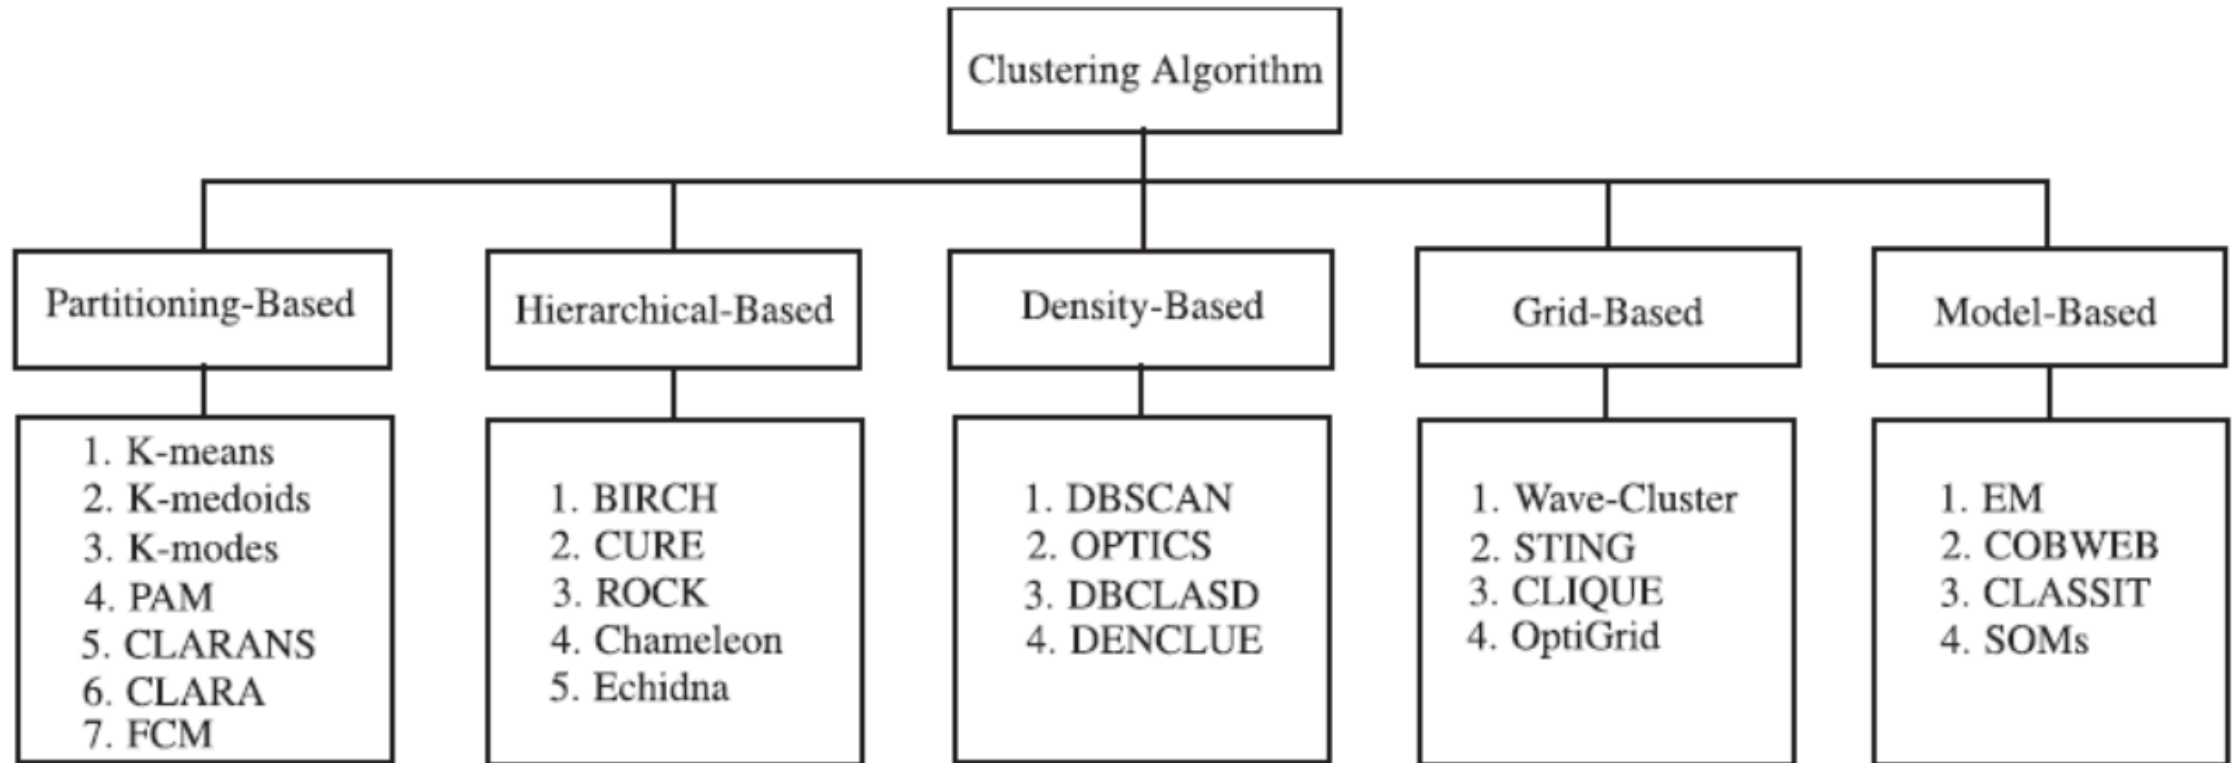 Clustering Algorithm
Partitioning-Based
Hierarchical-Based
Density-Based
Grid-Based
Model-Based
1. K-means
2. K-medoids
3. K-modes
4. PAM
5. CLARANS
6. CLARA
7. FCM
1. BIRCH
2. CURE
3. ROCK
4. Chameleon
5. Echidna
1. DBSCAN
2. OPTICS
3. DBCLASD
4. DENCLUE
1. Wave-Cluster
2. STING
3. CLIQUE
4. OptiGrid
1. EM
2. COBWEB
3. CLASSIT
4. SOMs